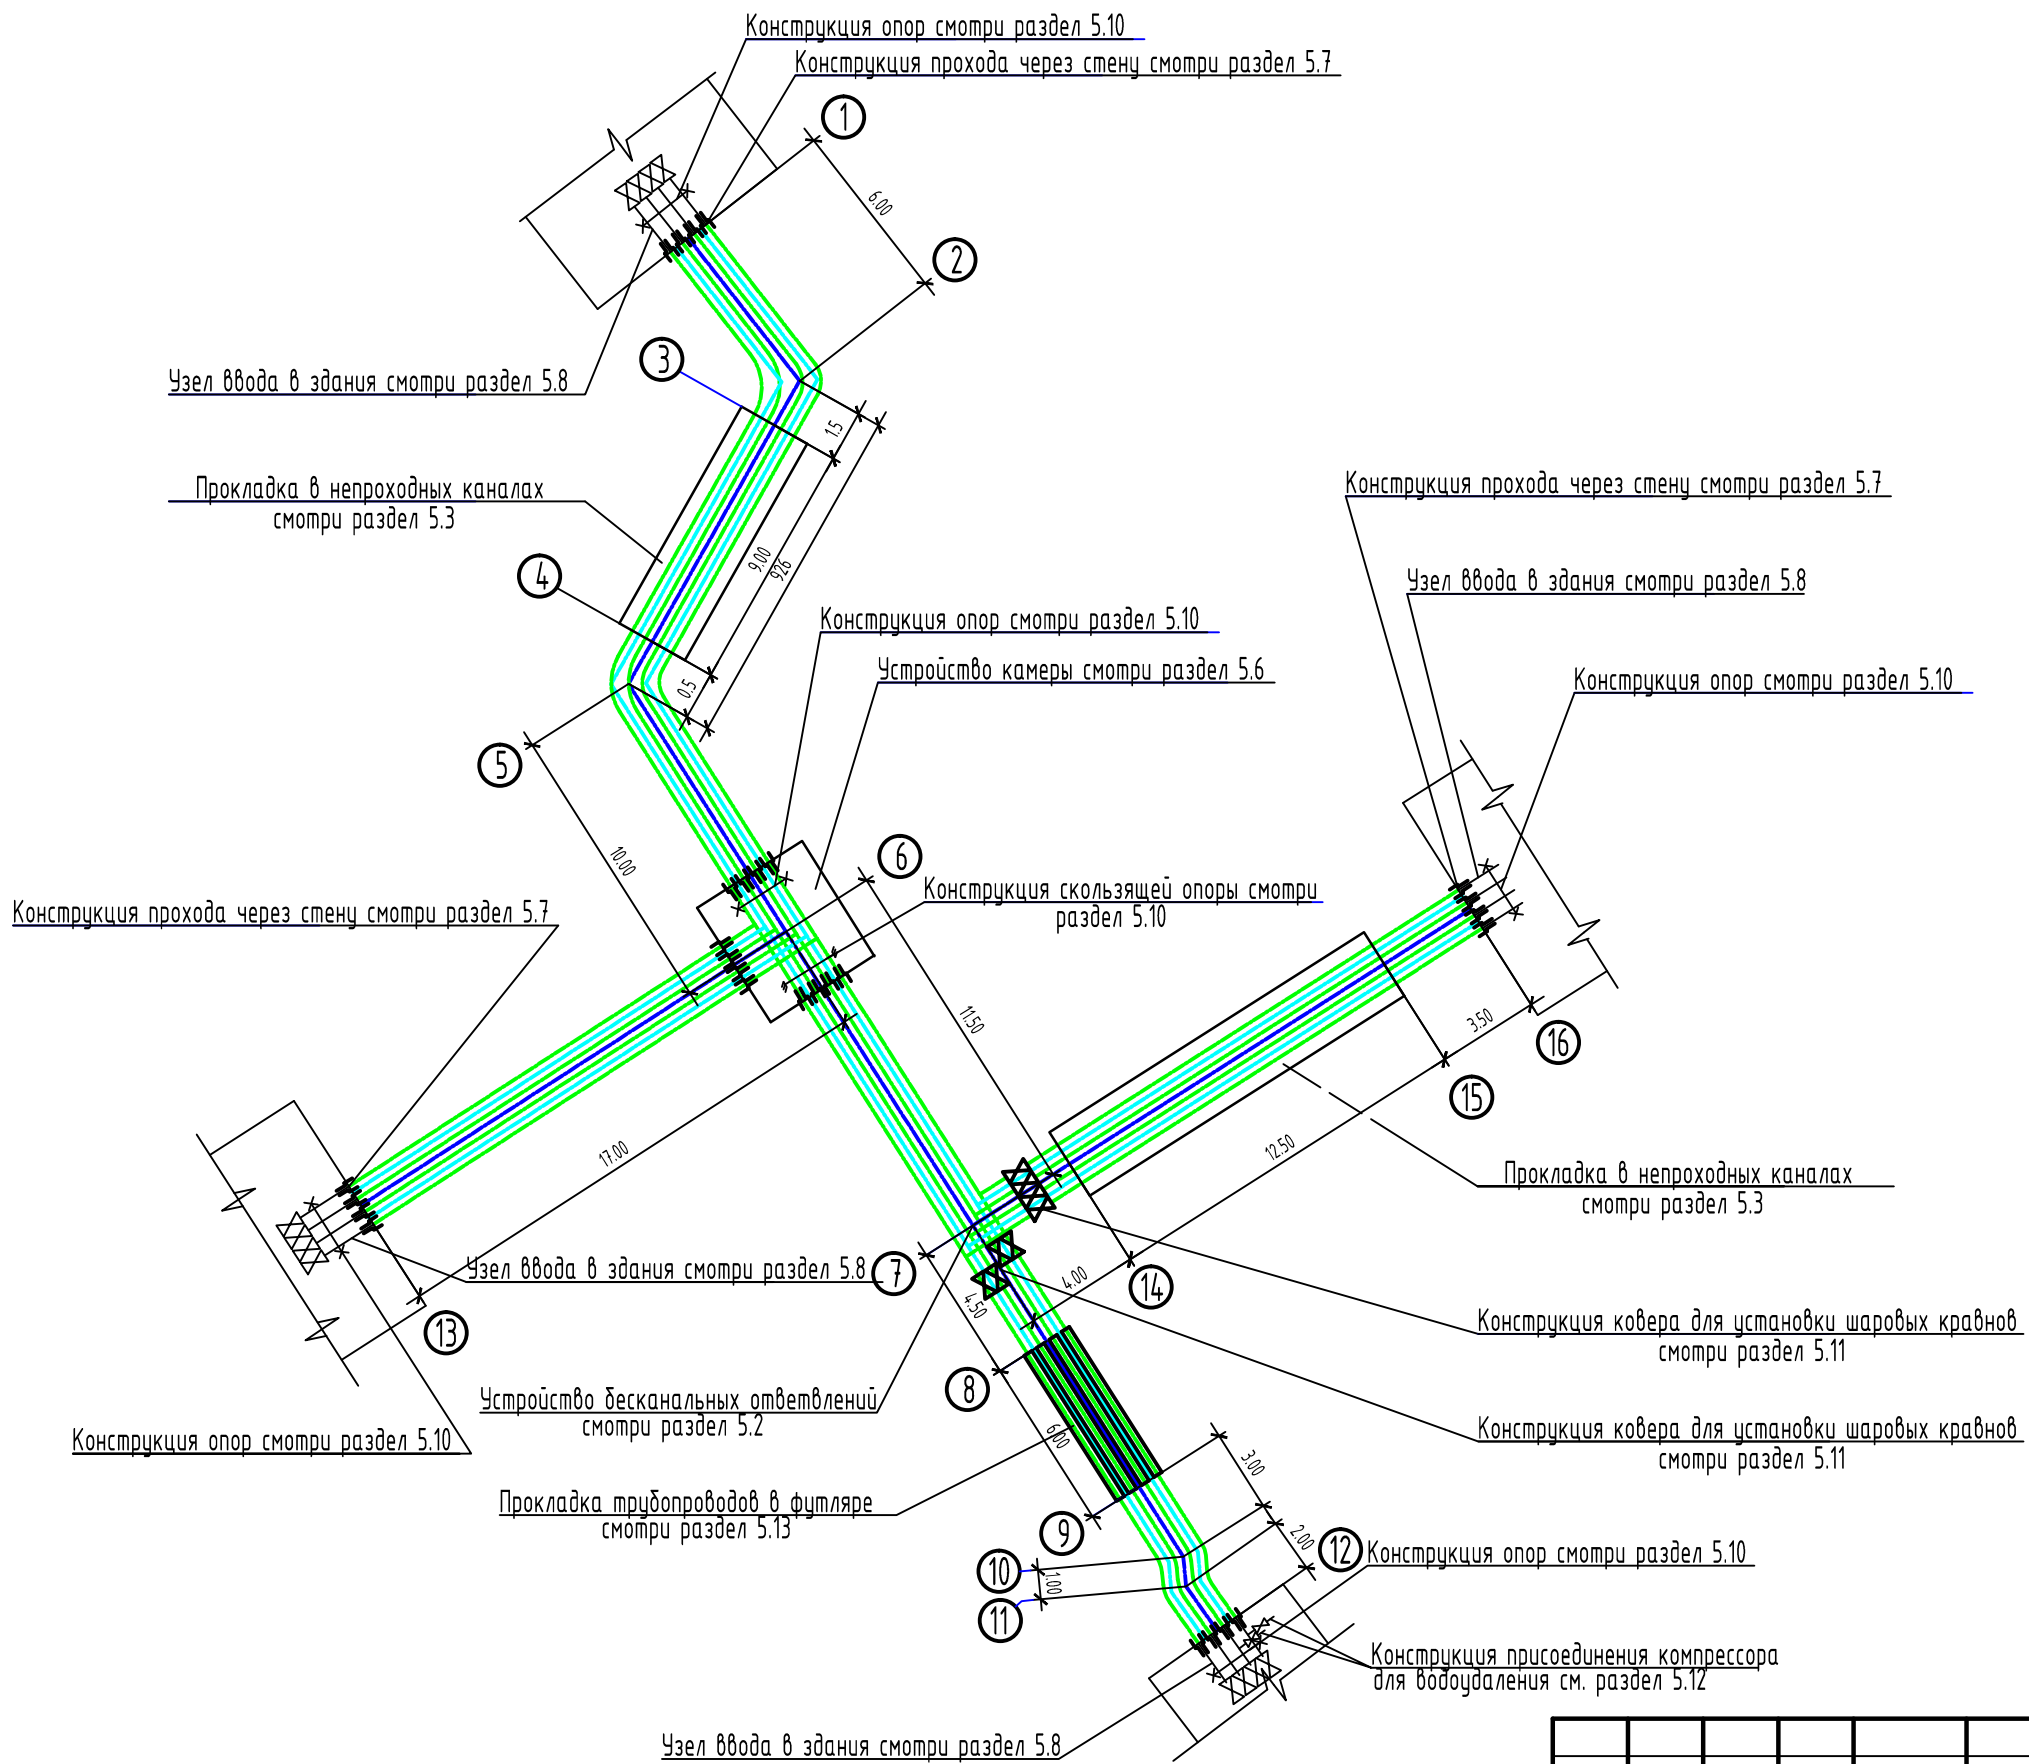 Конструкция опор смотри раздел 5.10
Конструкция прохода через стену смотри раздел 5.7
1
6.00
2
3
Узел ввода в здания смотри раздел 5.8
1.5
Прокладка в непроходных каналах
смотри раздел 5.3
Конструкция прохода через стену смотри раздел 5.7
9.00
926
4
Узел ввода в здания смотри раздел 5.8
Конструкция опор смотри раздел 5.10
Устройство камеры смотри раздел 5.6
Конструкция опор смотри раздел 5.10
0.5
5
10.00
6
Конструкция скользящей опоры смотри
раздел 5.10
Конструкция прохода через стену смотри раздел 5.7
11.50
3.50
16
15
17.00
12.50
Прокладка в непроходных каналах
смотри раздел 5.3
Узел ввода в здания смотри раздел 5.8
7
4.00
14
4.50
13
Конструкция ковера для установки шаровых кравнов
смотри раздел 5.11
8
Устройство бесканальных ответвлений
смотри раздел 5.2
Конструкция опор смотри раздел 5.10
6.00
Конструкция ковера для установки шаровых кравнов
смотри раздел 5.11
3.00
Прокладка трубопроводов в футляре
смотри раздел 5.13
9
2.00
12
Конструкция опор смотри раздел 5.10
10
1.00
11
Конструкция присоединения компрессора
для водоудаления см. раздел 5.12
Узел ввода в здания смотри раздел 5.8